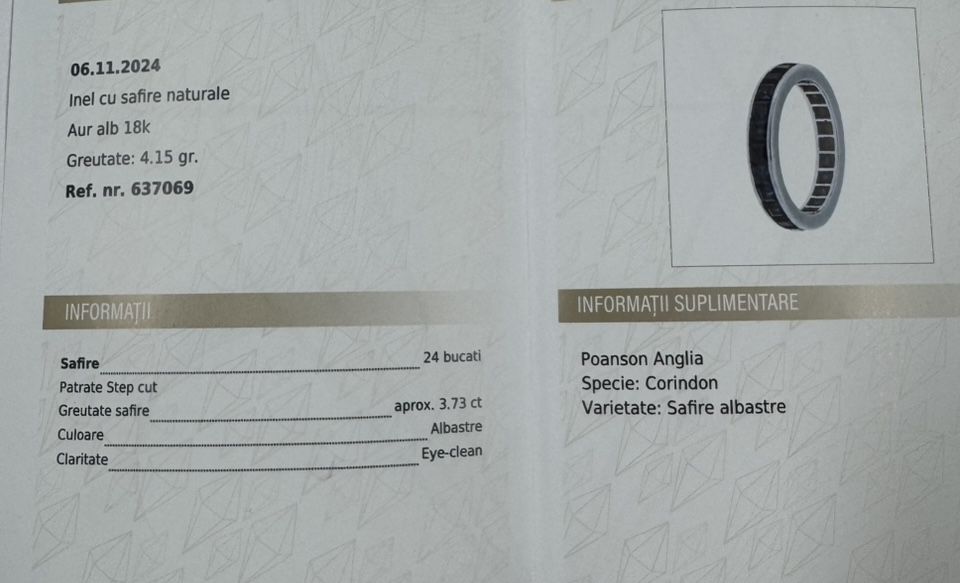 06.11.2024
Inel cu safire naturale
Aur alb 18k
Greutate: 4.15 gr.
Ref. nr. 637069
INFORMAȚII
Safire 24 bucati
Patrate Step cut
Greutate safire aprox. 3.73 ct
Culoare Albastre
Claritate Eye-clean
INFORMAȚII SUPLIMENTARE
Poanson Anglia
Specie: Corindon
Varietate: Safire albastre